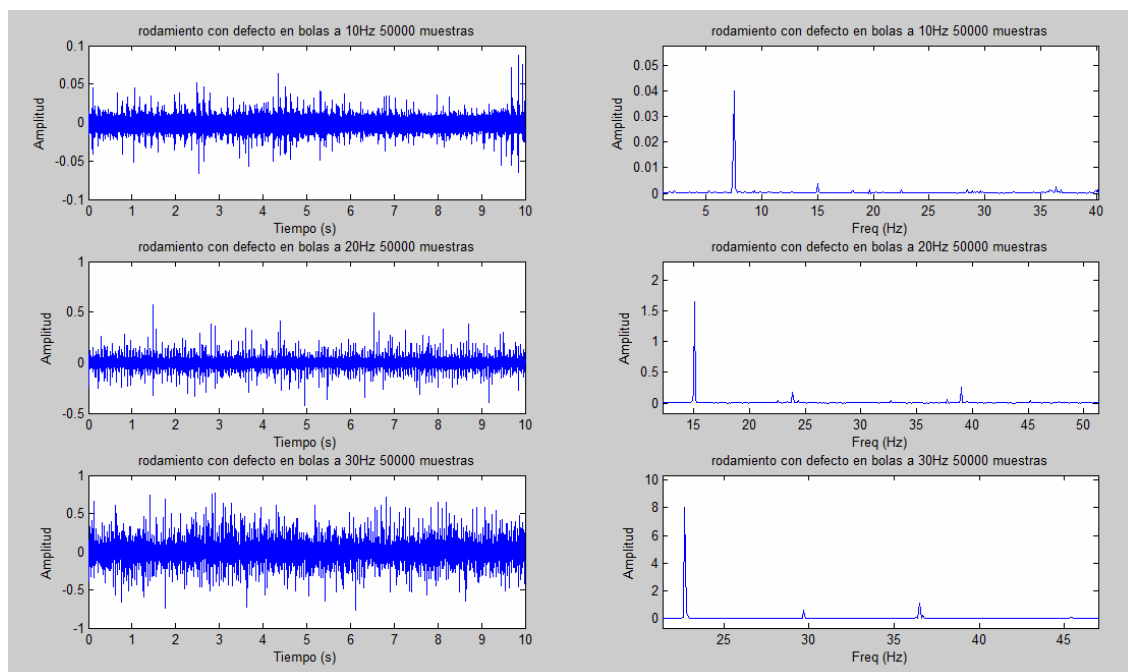 rodamiento con defecto en bolas a 10Hz 50000 muestras
0.1
0.05
0
-0.05
-0.1
Amplitud
0 1 2 3 4 5 6 7 8 9 10
Tiempo (s)
rodamiento con defecto en bolas a 10Hz 50000 muestras
0.05
0.04
0.03
0.02
0.01
0
Amplitud
5 10 15 20 25 30 35 40
Freq (Hz)
rodamiento con defecto en bolas a 20Hz 50000 muestras
1
0.5
0
-0.5
Amplitud
0 1 2 3 4 5 6 7 8 9 10
Tiempo (s)
rodamiento con defecto en bolas a 20Hz 50000 muestras
2
1.5
1
0.5
0
Amplitud
15 20 25 30 35 40 45 50
Freq (Hz)
rodamiento con defecto en bolas a 30Hz 50000 muestras
1
0.5
0
-0.5
-1
Amplitud
0 1 2 3 4 5 6 7 8 9 10
Tiempo (s)
rodamiento con defecto en bolas a 30Hz 50000 muestras
10
8
6
4
2
0
Amplitud
25 30 35 40 45
Freq (Hz)